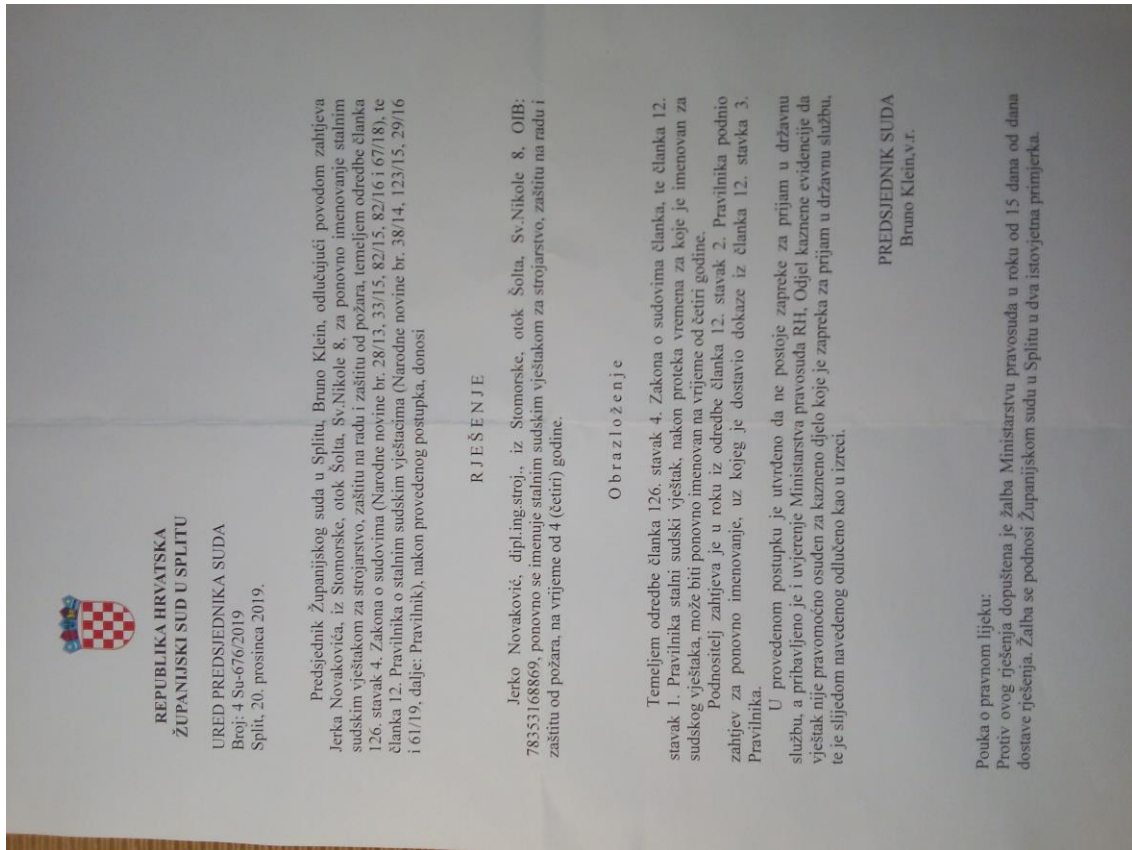 REPUBLIKA HRVATSKA
ŽUPANIJSKI SUD U SPLITU
URED PREDSJEDNIKA SUDA
Broj: 4 Su-676/2019
Split, 20. prosinca 2019.
Predsjednik Županijskog suda u Splitu, Bruno Klein, odlučujući povodom zahtjeva
Jerka Novakovića, iz Stomorske, otok Šolta, Sv.Nikole 8, za ponovno imenovanje stalnim
sudskim vještakom za strojarstvo, zaštitu na radu i zaštitu od požara, temeljem odredbe članka
126. stavak 4. Zakona o sudovima (Narodne novine br. 28/13, 33/15, 82/15, 82/16 i 67/18), te
članka 12. Pravilnika o stalnim sudskim vještacima (Narodne novine br. 38/14, 123/15, 29/16
i 61/19, dalje: Pravilnik), nakon provedenog postupka, donosi
R J E Š E N J E
Jerko Novaković, dipl.ing.stroj., iz Stomorske, otok Šolta, Sv.Nikole 8, OIB:
78353168869, ponovno se imenuje stalnim sudskim vještakom za strojarstvo, zaštitu na radu i
zaštitu od požara, na vrijeme od 4 (četiri) godine.
O b r a z l o ž e n j e
Temeljem odredbe članka 126. stavak 4. Zakona o sudovima članka, te članka 12.
stavak 1. Pravilnika stalni sudski vještak, nakon proteka vremena za koje je imenovan za
sudskog vještaka, može biti ponovno imenovan na vrijeme od četiri godine.
Podnositelj zahtjeva je u roku iz odredbe članka 12. stavak 2. Pravilnika podnio
zahtjev za ponovno imenovanje, uz kojeg je dostavio dokaze iz članka 12. stavka 3.
Pravilnika.
U provedenom postupku je utvrđeno da ne postoje zapreke za prijam u državnu
službu, a pribavljeno je i uvjerenje Ministarstva pravosuđa RH, Odjel kaznene evidencije da
vještak nije pravomoćno osuđen za kazneno djelo koje je zapreka za prijam u državnu službu,
te je slijedom navedenog odlučeno kao u izreci.
PREDSJEDNIK SUDA
Bruno Klein,v.r.
Pouka o pravnom lijeku:
Protiv ovog rješenja dopuštena je žalba Ministarstvu pravosuđa u roku od 15 dana od dana
dostave rješenja. Žalba se podnosi Županijskom sudu u Splitu u dva istovjetna primjerka.